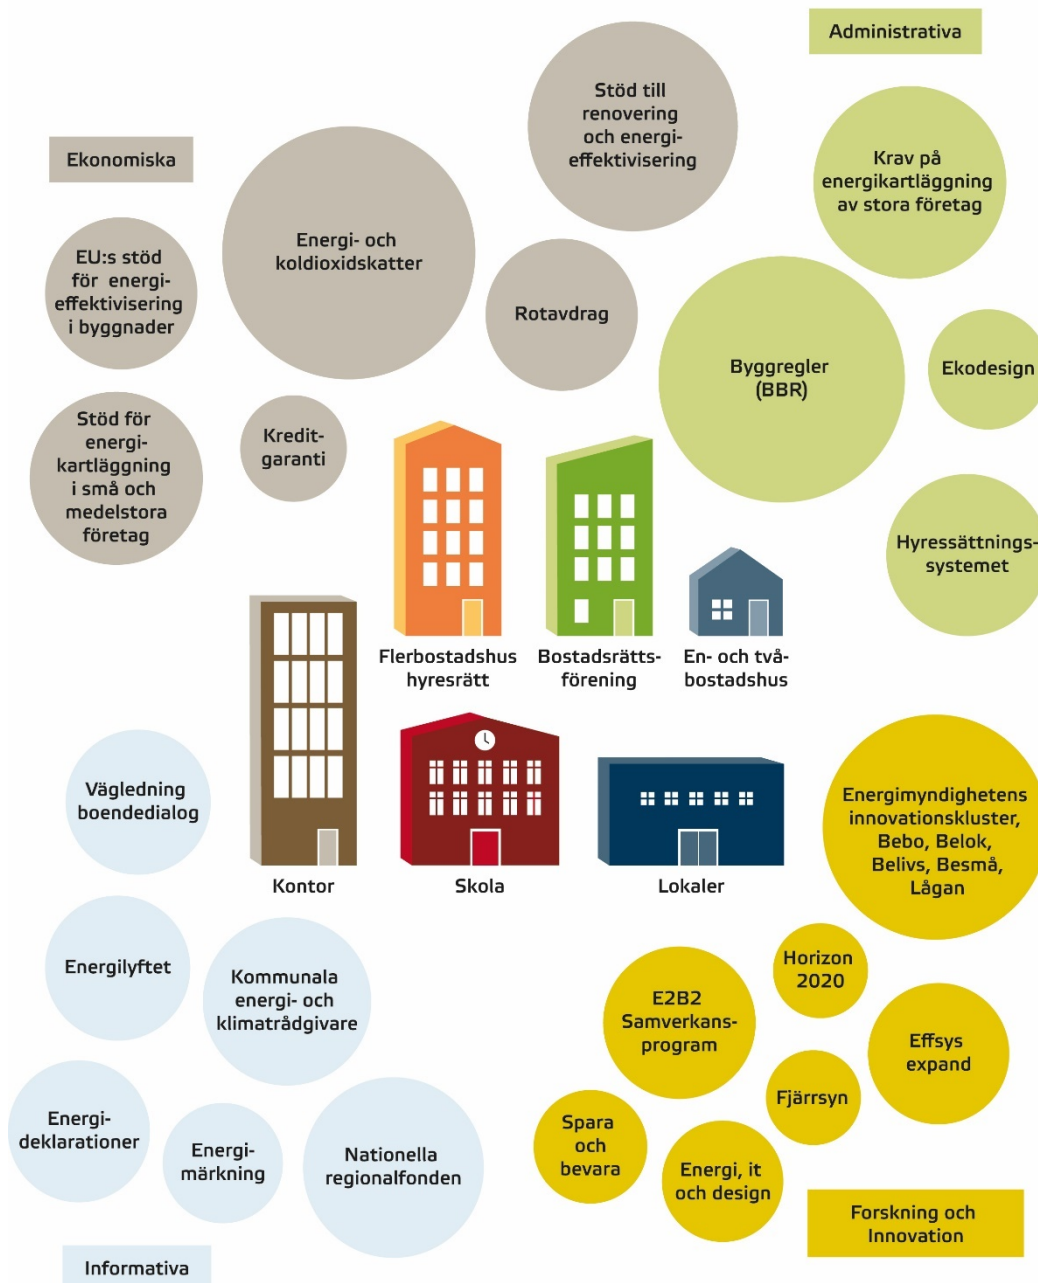 Administrativa
Stöd till
renovering
och energi-
effektivisering
Krav på
energikartläggning
av stora företag
Ekonomiska
Energi- och
koldioxidskatter
EU:s stöd
för energi-
effektivisering
i byggnader
Rotavdrag
Byggregler
(BBR)
Ekodesign
Stöd för
energi-
kartläggning
i små och
medelstora
företag
Kredit-
garanti
Hyressättnings-
systemet
Flerbostadshus
hyresrätt
Bostadsrätts-
förening
En- och två-
bostadshus
Vägledning
boendedialog
Energimyndighetens
innovationskluster,
Bebo, Belok,
Belivs, Besmå,
Lågan
Kontor
Skola
Lokaler
Energilyftet
Kommunala
energi- och
klimatrådgivare
Horizon
2020
E2B2
Samverkans-
program
Effsys
expand
Fjärrsyn
Energi-
deklarationer
Energi-
märkning
Nationella
regionalfonden
Spara
och
bevara
Energi, it
och design
Forskning och
Innovation
Informativa